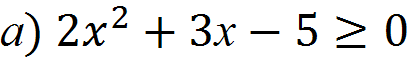 a) 2x² + 3x − 5 ≥ 0